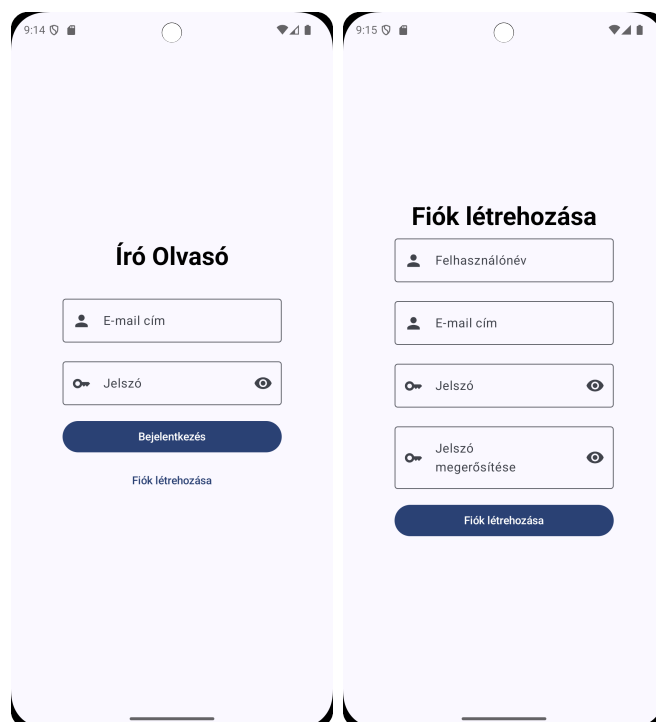 9:14
Író Olvasó
E-mail cím
Jelszó
Bejelentkezés
Fiók létrehozása
9:15
Fiók létrehozása
Felhasználónév
E-mail cím
Jelszó
Jelszó
megerősítése
Fiók létrehozása